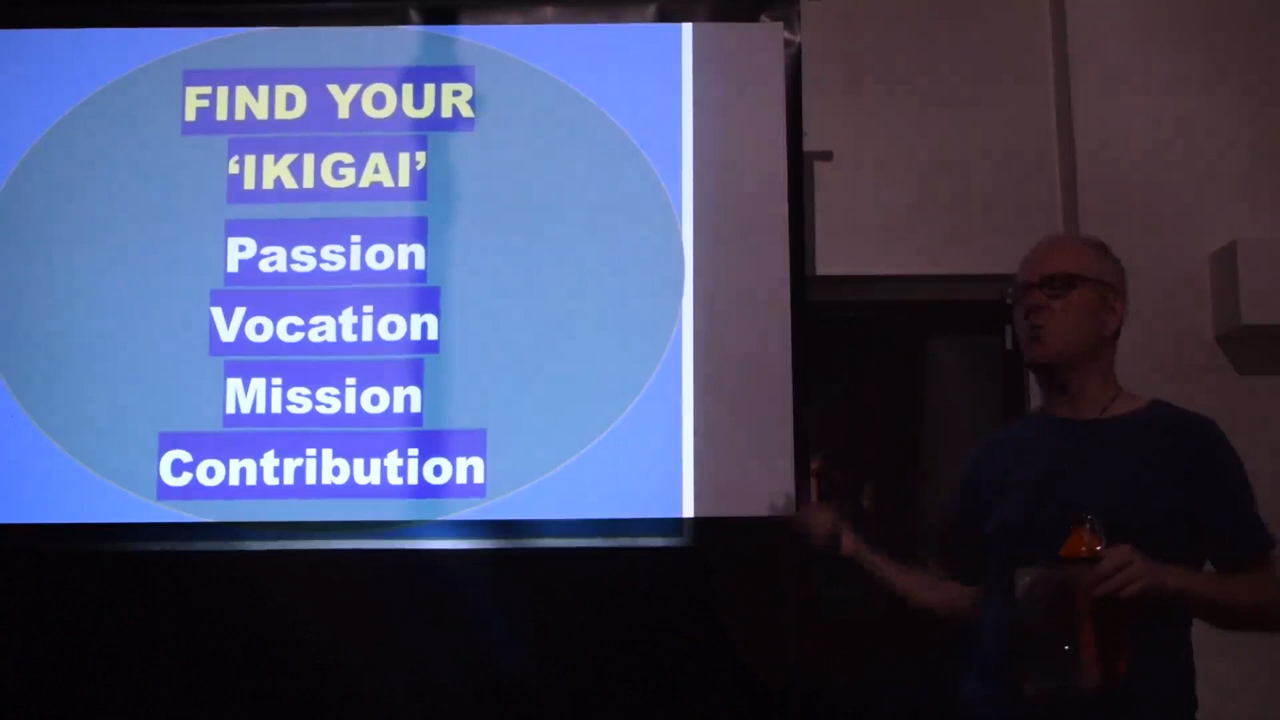 FIND YOUR
‘IKIGAI’
Passion
Vocation
Mission
Contribution